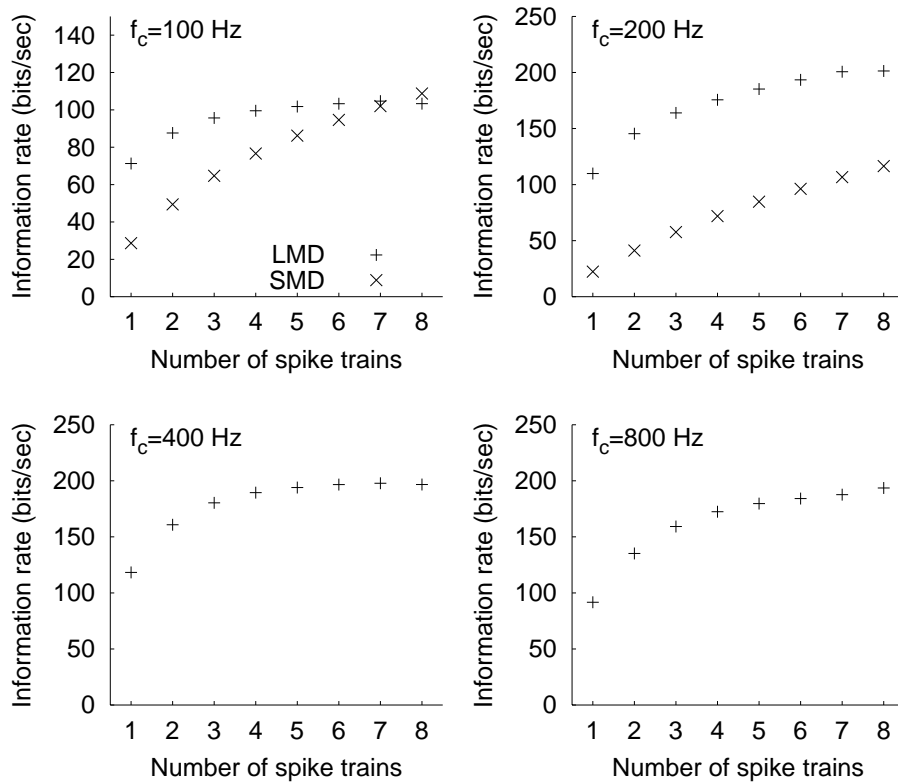 f_c=100 Hz
Information rate (bits/sec)
140
120
100
80
60
40
20
0
LMD
SMD
1 2 3 4 5 6 7 8
Number of spike trains
f_c=200 Hz
Information rate (bits/sec)
250
200
150
100
50
0
1 2 3 4 5 6 7 8
Number of spike trains
f_c=400 Hz
Information rate (bits/sec)
250
200
150
100
50
0
1 2 3 4 5 6 7 8
Number of spike trains
f_c=800 Hz
Information rate (bits/sec)
250
200
150
100
50
0
1 2 3 4 5 6 7 8
Number of spike trains